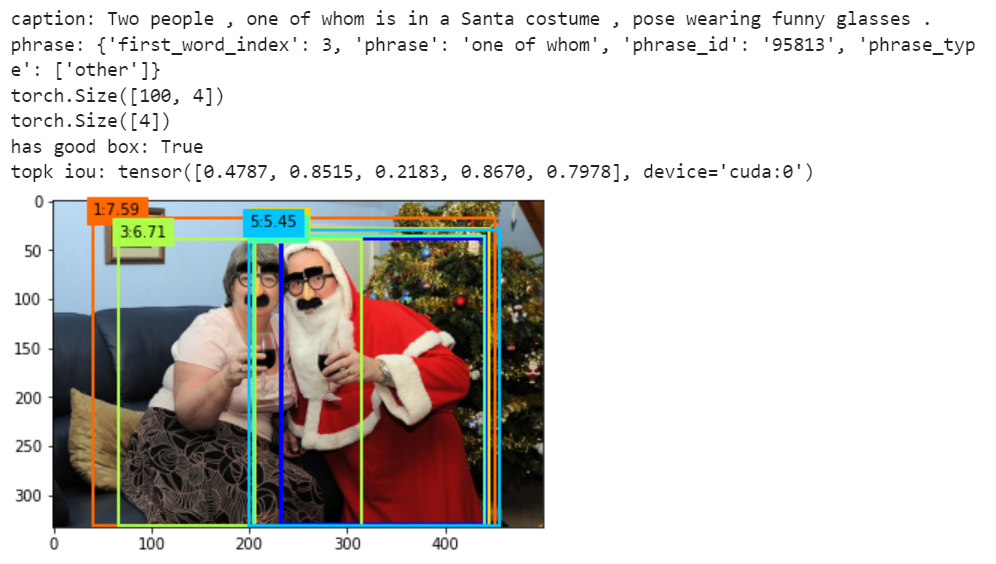 caption: Two people , one of whom is in a Santa costume , pose wearing funny glasses .
phrase: {'first_word_index': 3, 'phrase': 'one of whom', 'phrase_id': '95813', 'phrase_typ
e': ['other']}
torch.Size([100, 4])
torch.Size([4])
has good box: True
topk iou: tensor([0.4787, 0.8515, 0.2183, 0.8670, 0.7978], device='cuda:0')
0
1:7.59
5:5.45
3:6.71
50
100
150
200
250
300
0 100 200 300 400